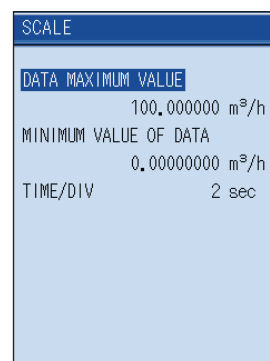 SCALE
DATA MAXIMUM VALUE
100.000000 m³/h
MINIMUM VALUE OF DATA
0.00000000 m³/h
TIME/DIV 2 sec